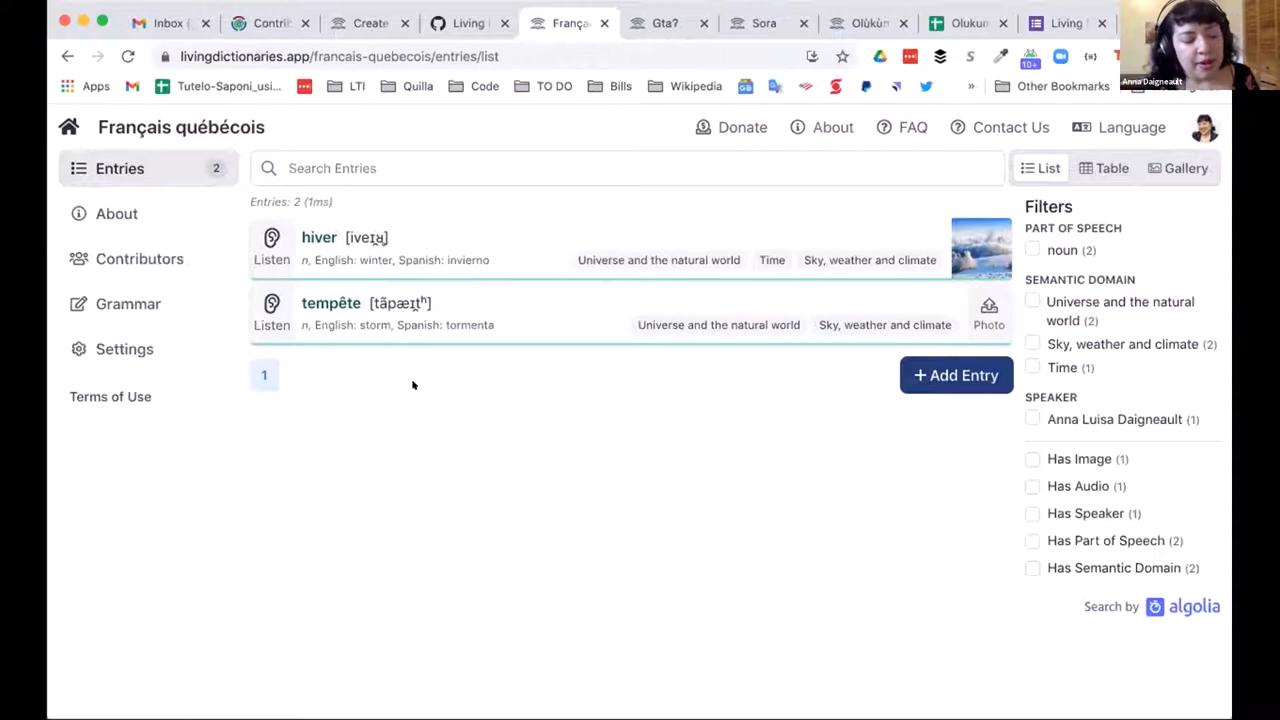 Inbox (
Contril
Create
Living
França
Gta?
Sora
Olùkùn
Olukun
Living
livingdictionaries.app/francais-quebecois/entries/list
10+
Apps
Tutelo-Saponi_usi...
LTI
Quilla
Code
TO DO
Bills
Wikipedia
»
Other Bookmarks
Anna Daigneault
Français québécois
Donate
About
FAQ
Contact Us
Language
Entries 2
About
Contributors
Grammar
Settings
Terms of Use
Search Entries
List
Table
Gallery
Entries: 2 (1ms)
Listen
hiver
n, English: winter, Spanish: invierno
Universe and the natural world
Time
Sky, weather and climate
Listen
tempête [tãpæɪ̯tʰ]
n, English: storm, Spanish: tormenta
Universe and the natural world
Sky, weather and climate
Photo
1
+ Add Entry
Filters
PART OF SPEECH
noun (2)
SEMANTIC DOMAIN
Universe and the natural
world (2)
Sky, weather and climate (2)
Time (1)
SPEAKER
Anna Luisa Daigneault (1)
Has Image (1)
Has Audio (1)
Has Speaker (1)
Has Part of Speech (2)
Has Semantic Domain (2)
Search by algolia